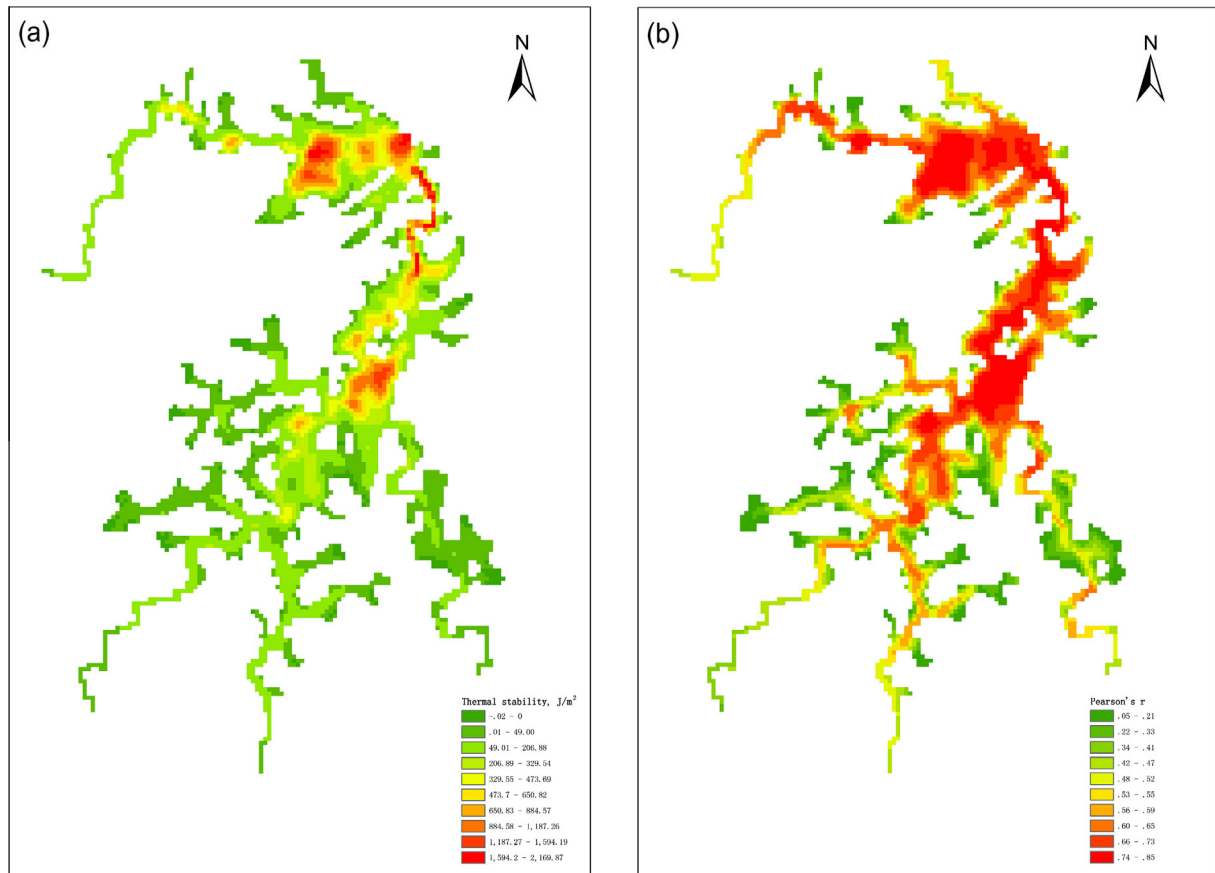 (a)
N
Thermal stability, J/m²
-.02 - 0
.01 - 49.00
49.01 - 206.88
206.89 - 329.54
329.55 - 473.69
473.7 - 650.82
650.83 - 884.57
884.58 - 1,187.26
1,187.27 - 1,594.19
1,594.2 - 2,169.87
(b)
N
Pearson's r
.05 - .21
.22 - .33
.34 - .41
.42 - .47
.48 - .52
.53 - .55
.56 - .59
.60 - .65
.66 - .73
.74 - .85